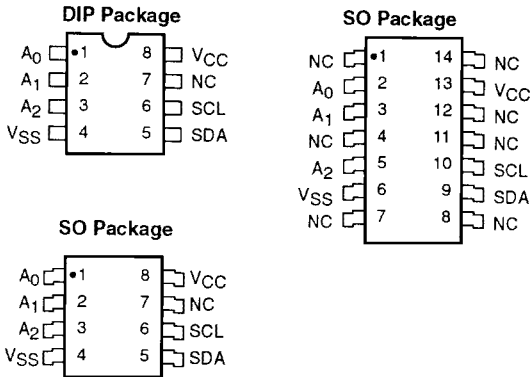 DIP Package
A0 1 8 VCC
A1 2 7 NC
A2 3 6 SCL
VSS 4 5 SDA
SO Package
A0 1 8 VCC
A1 2 7 NC
A2 3 6 SCL
VSS 4 5 SDA
SO Package
NC 1 14 NC
A0 2 13 VCC
A1 3 12 NC
NC 4 11 NC
A2 5 10 SCL
VSS 6 9 SDA
NC 7 8 NC